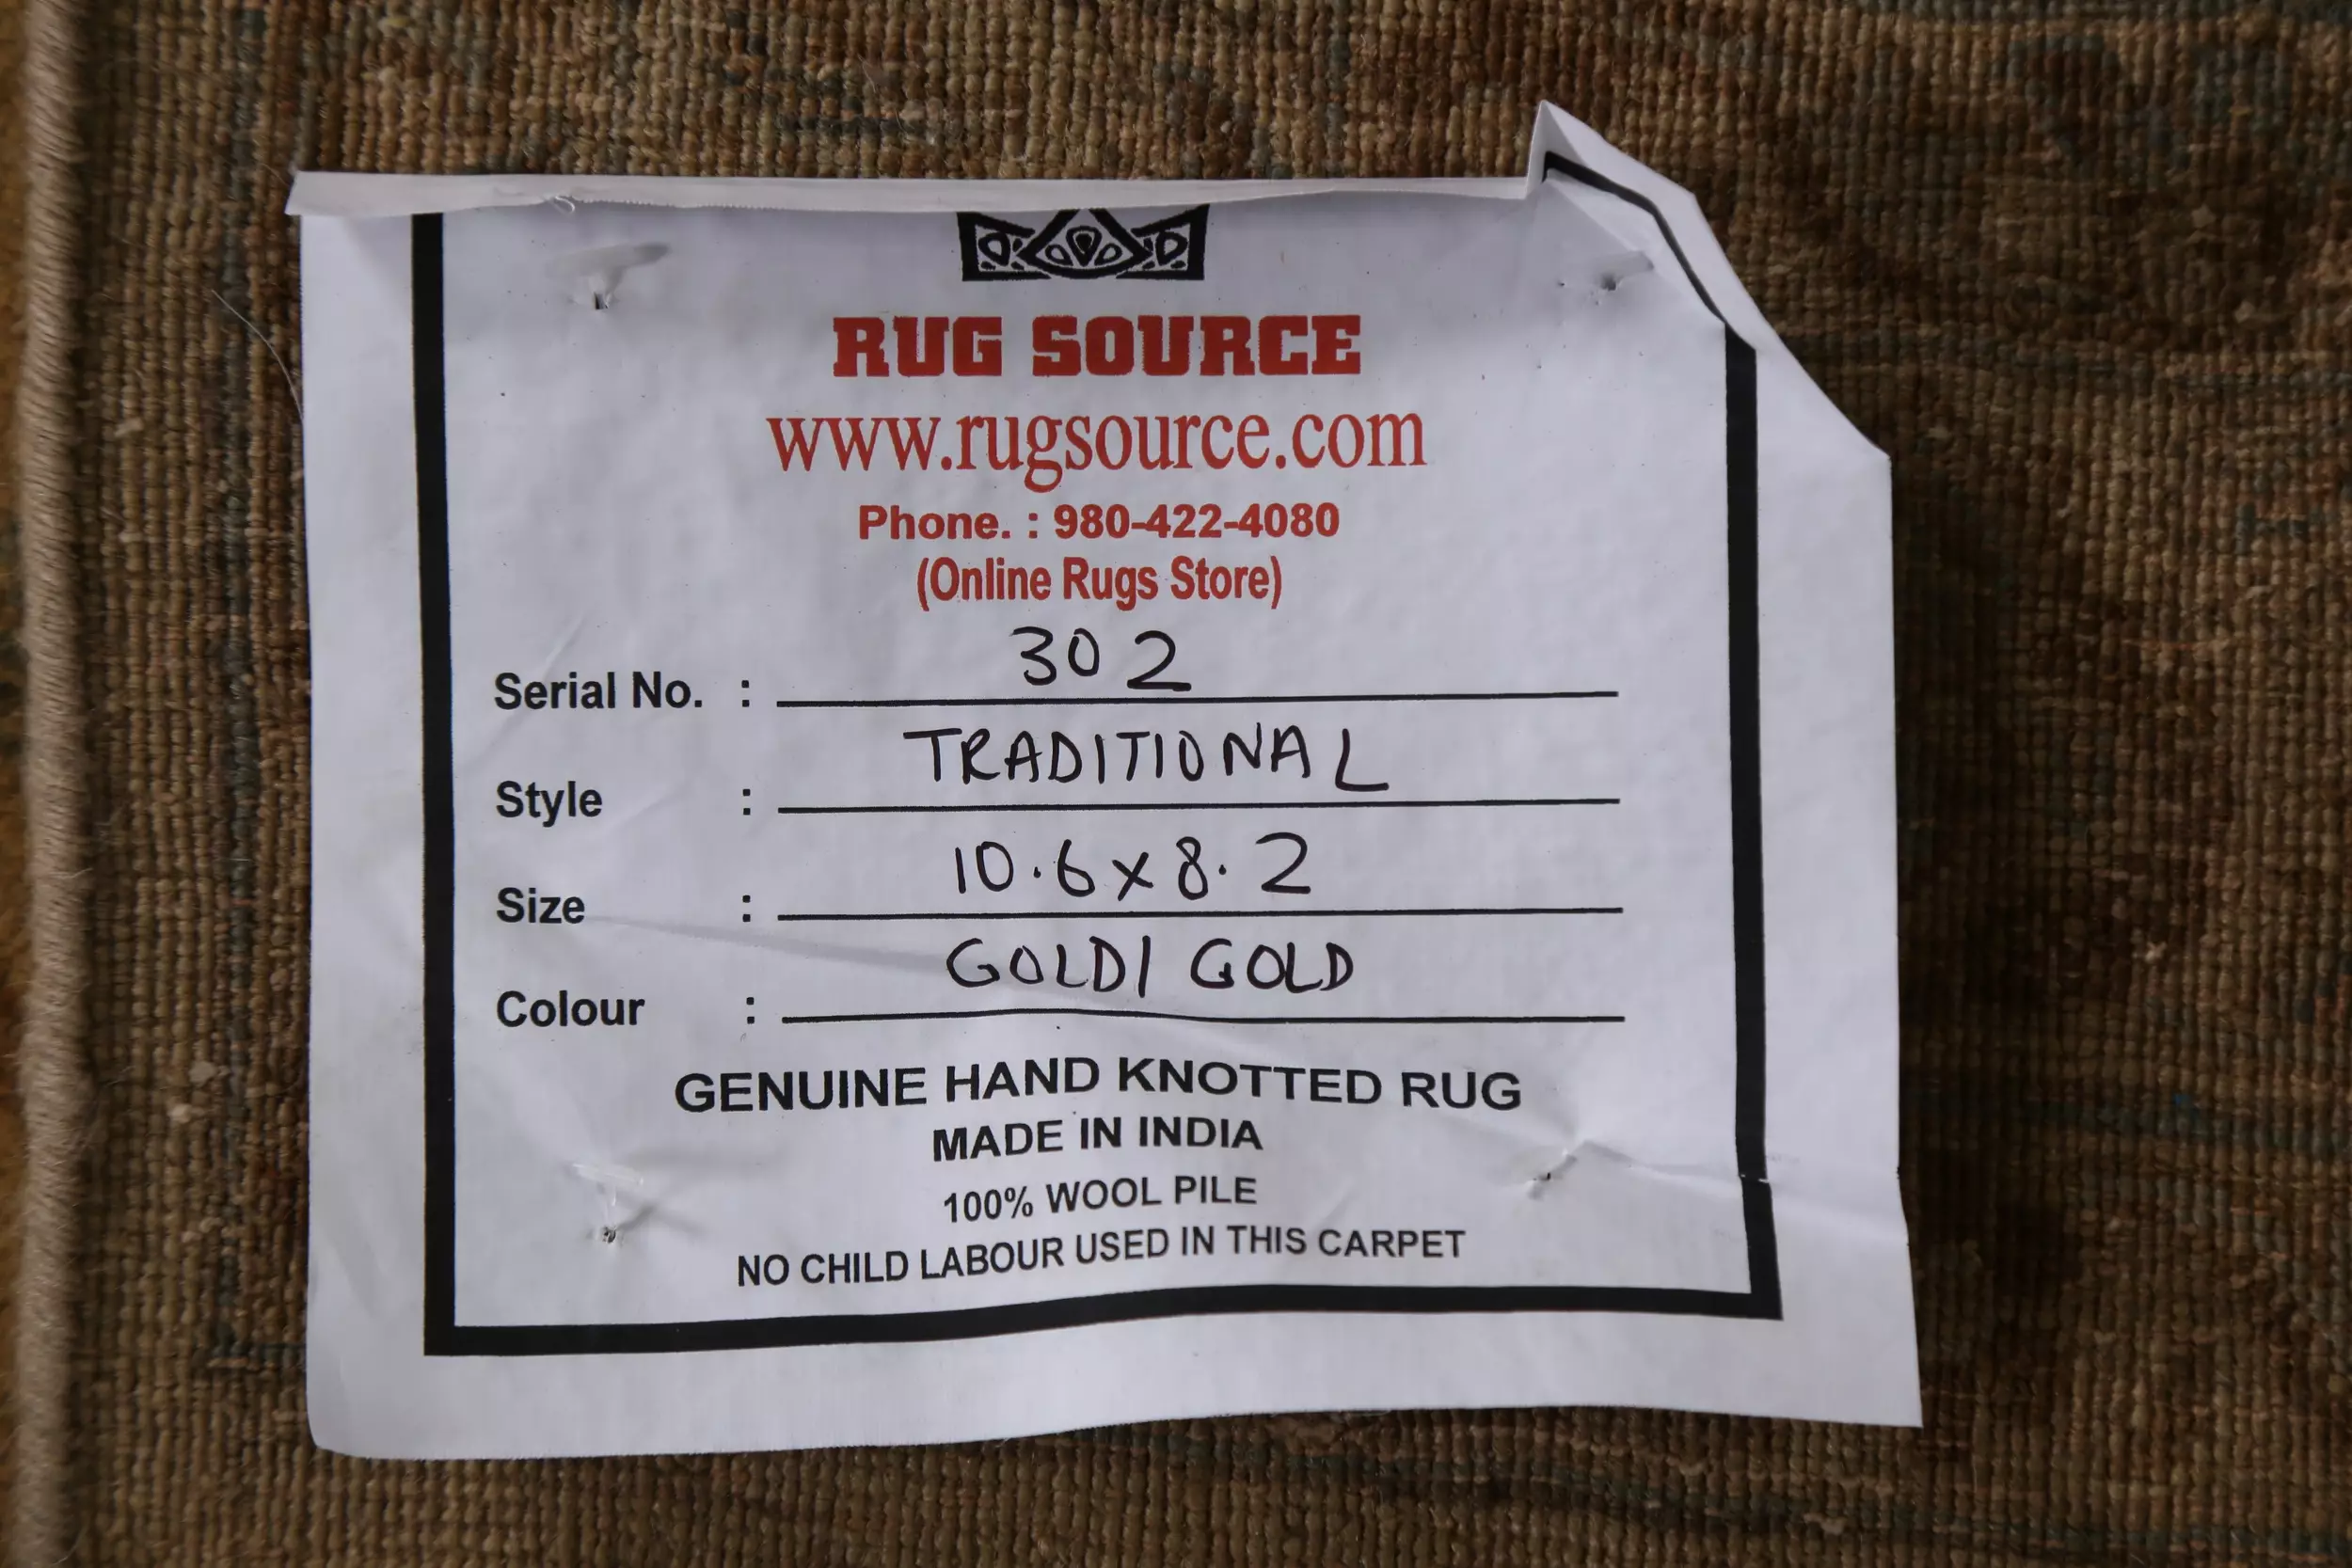 RUG SOURCE
www.rugsource.com
Phone. : 980-422-4080
(Online Rugs Store)
Serial No. : 302
Style : TRADITIONAL
Size : 10.6 x 8.2
Colour : GOLD/ GOLD
GENUINE HAND KNOTTED RUG
MADE IN INDIA
100% WOOL PILE
NO CHILD LABOUR USED IN THIS CARPET